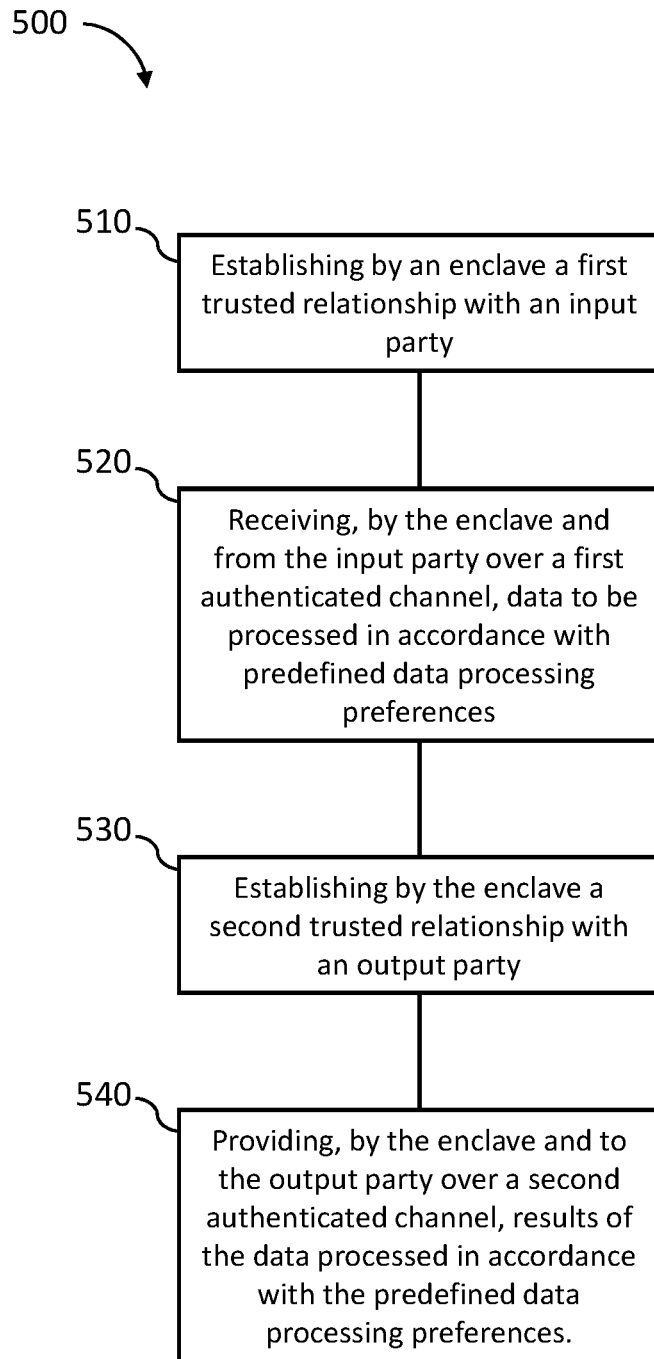 500
510
Establishing by an enclave a first
trusted relationship with an input
party
520
Receiving, by the enclave and
from the input party over a first
authenticated channel, data to be
processed in accordance with
predefined data processing
preferences
530
Establishing by the enclave a
second trusted relationship with
an output party
540
Providing, by the enclave and to
the output party over a second
authenticated channel, results of
the data processed in accordance
with the predefined data
processing preferences.